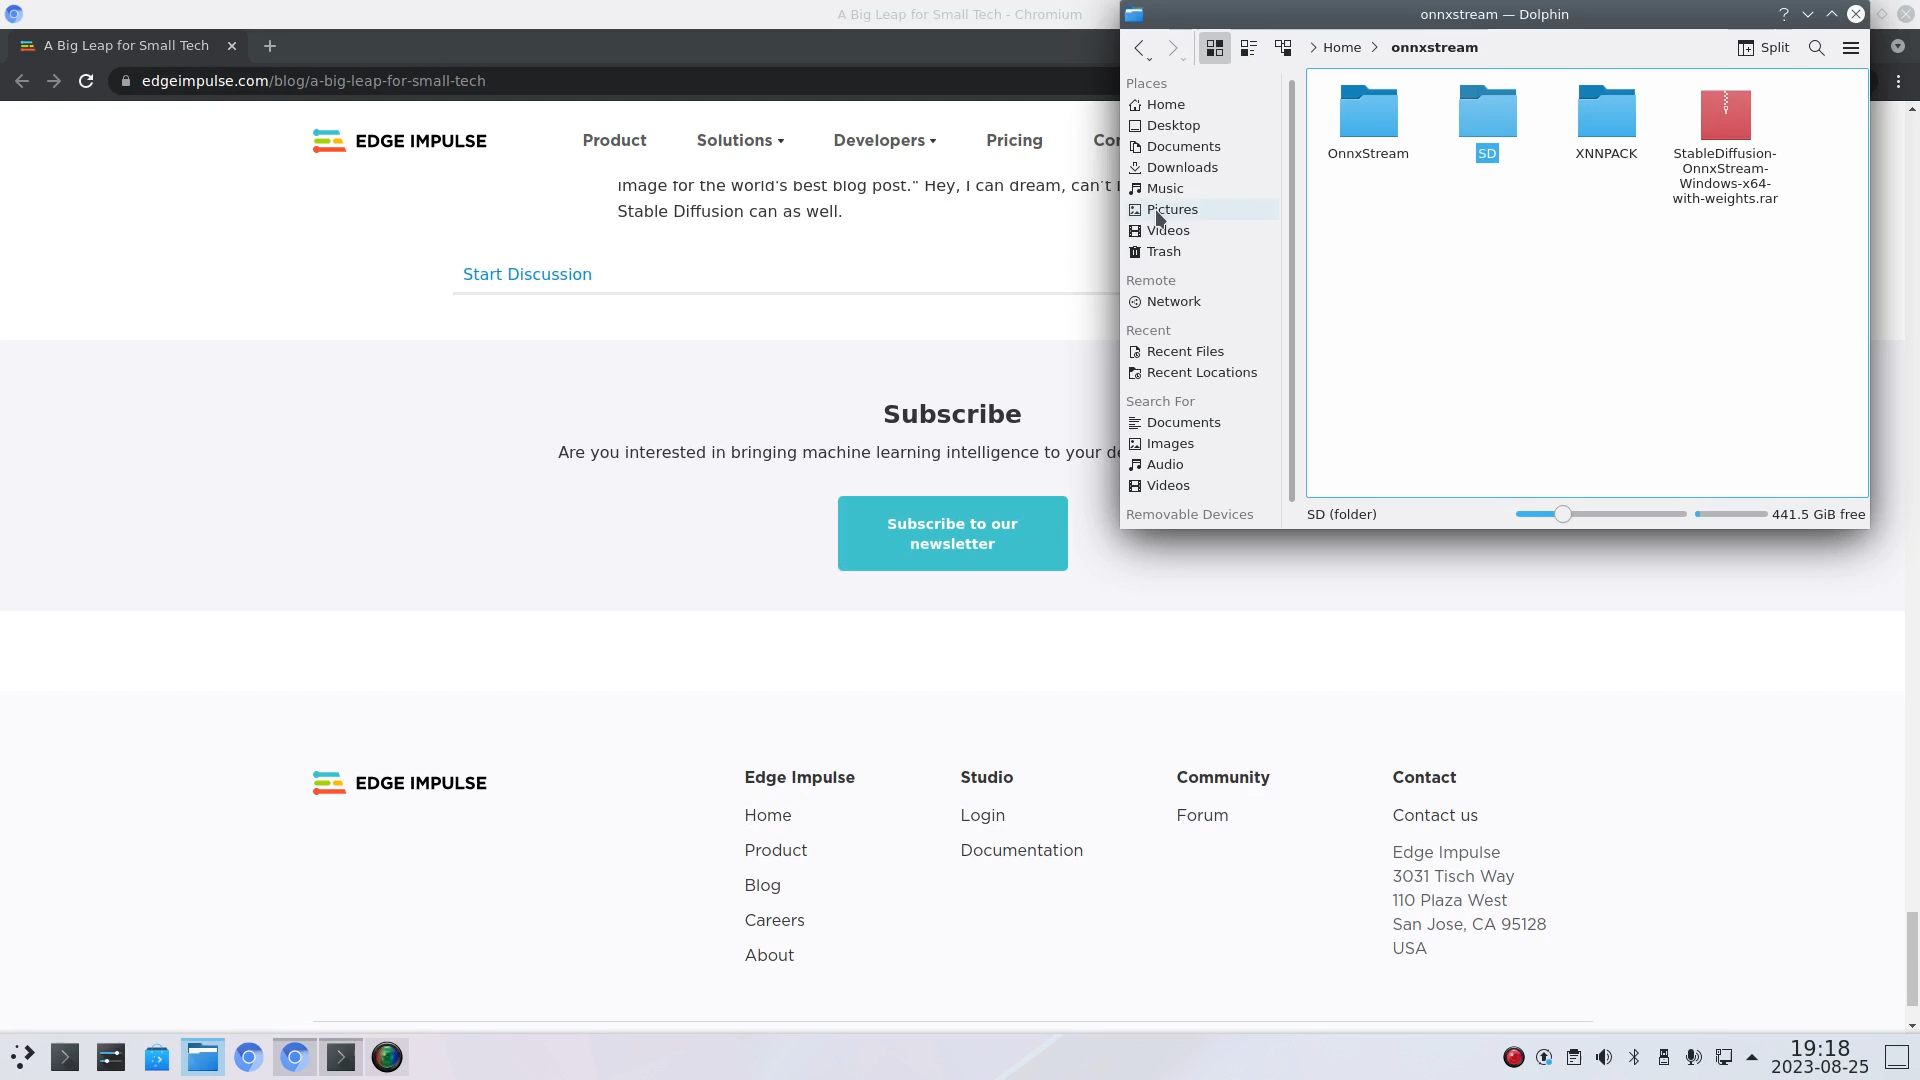 A Big Leap for Small Tech - Chromium
A Big Leap for Small Tech
edgeimpulse.com/blog/a-big-leap-for-small-tech
EDGE IMPULSE
Product
Solutions
Developers
Pricing
Co
image for the world's best blog post." Hey, I can dream, can't
Stable Diffusion can as well.
Start Discussion
Subscribe
Are you interested in bringing machine learning intelligence to your de
Subscribe to our
newsletter
EDGE IMPULSE
Edge Impulse
Home
Product
Blog
Careers
About
Studio
Login
Documentation
Community
Forum
Contact
Contact us
Edge Impulse
3031 Tisch Way
110 Plaza West
San Jose, CA 95128
USA
onnxstream — Dolphin
Home
onnxstream
Split
Places
Home
Desktop
Documents
Downloads
Music
Pictures
Videos
Trash
Remote
Network
Recent
Recent Files
Recent Locations
Search For
Documents
Images
Audio
Videos
Removable Devices
OnnxStream
SD
XNNPACK
StableDiffusion-
OnnxStream-
Windows-x64-
with-weights.rar
SD (folder)
441.5 GiB free
19:18
2023-08-25